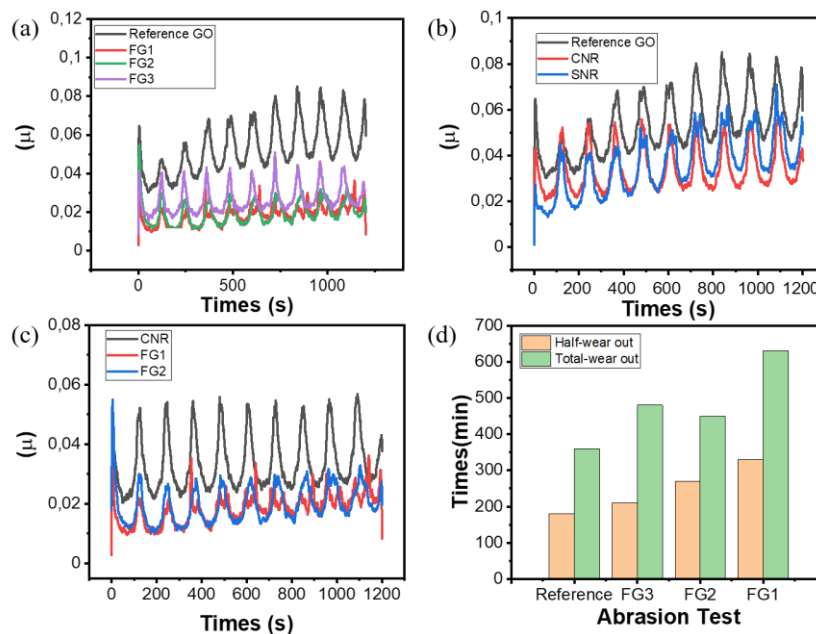 (a)
0,12
0,1
0,08
0,06
0,04
0,02
0
(μ)
Reference GO
FG1
FG2
FG3
0
500
1000
Times (s)
(b)
0,1
0,08
0,06
0,04
0,02
0
(μ)
Reference GO
CNR
SNR
0 200 400 600 800 1000 1200
Times (s)
(c)
0,08
0,06
0,04
0,02
0
(μ)
CNR
FG1
FG2
0 200 400 600 800 1000 1200
Times (s)
(d)
700
600
500
400
300
200
100
0
Times(min)
Half-wear out
Total-wear out
Reference FG3 FG2 FG1
Abrasion Test